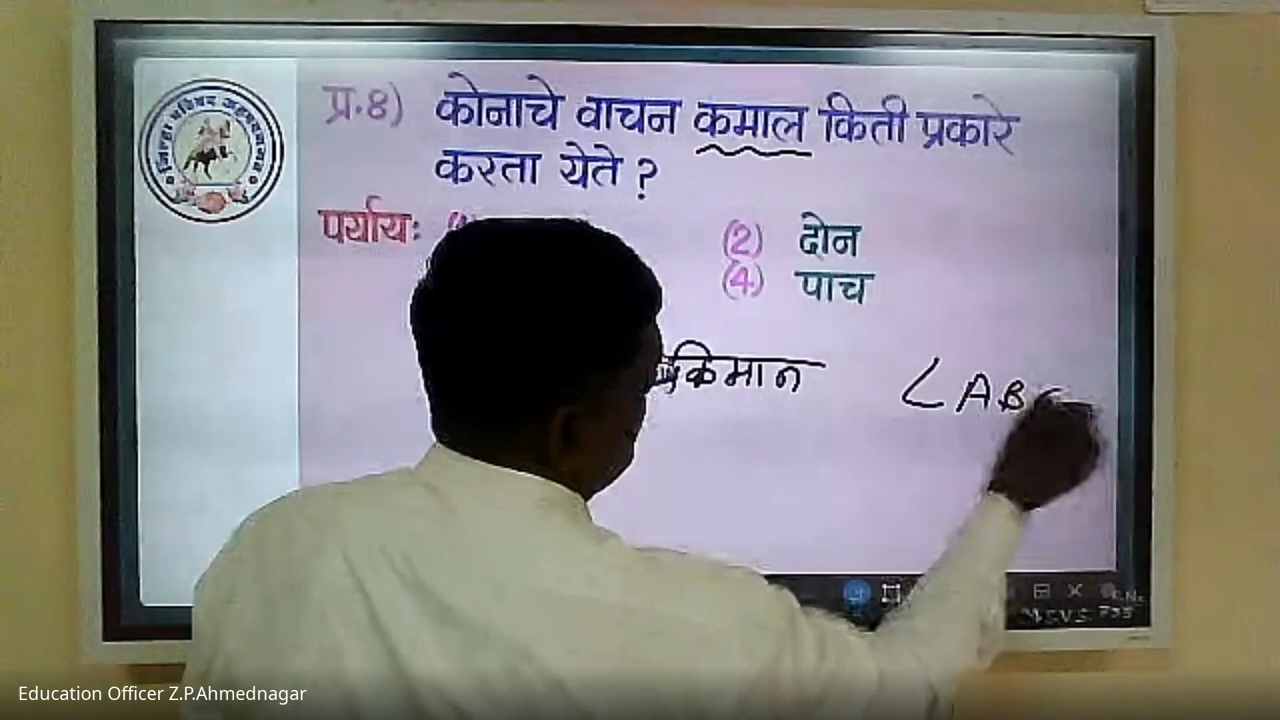 प्र.४) कोनाचे वाचन कमाल किती प्रकारे
करता येते ?
पर्यायः (2) दोन
(4) पाच
किमान ∠AB
Education Officer Z.P.Ahmednagar